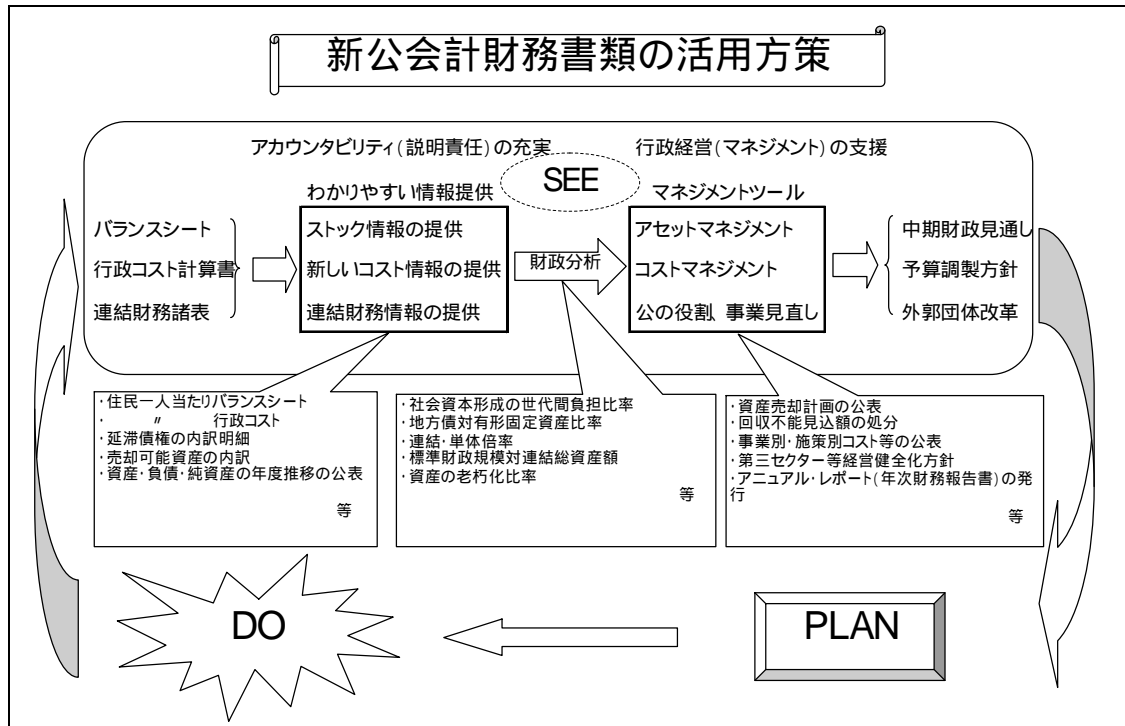 新公会計財務書類の活用方策
アカウンタビリティ(説明責任)の充実
行政経営(マネジメント)の支援
SEE
わかりやすい情報提供
マネジメントツール
バランスシート
行政コスト計算書
連結財務諸表
ストック情報の提供
新しいコスト情報の提供
連結財務情報の提供
財政分析
アセットマネジメント
コストマネジメント
公の役割、事業見直し
中期財政見通し
予算調製方針
外郭団体改革
・住民一人当たりバランスシート
・ 〃 行政コスト
・延滞債権の内訳明細
・売却可能資産の内訳
・資産・負債・純資産の年度推移の公表
等
・社会資本形成の世代間負担比率
・地方債対有形固定資産比率
・連結・単体倍率
・標準財政規模対連結総資産額
・資産の老朽化比率
等
・資産売却計画の公表
・回収不能見込額の処分
・事業別・施策別コスト等の公表
・第三セクター等経営健全化方針
・アニュアル・レポート(年次財務報告書)の発
行
等
DO
PLAN